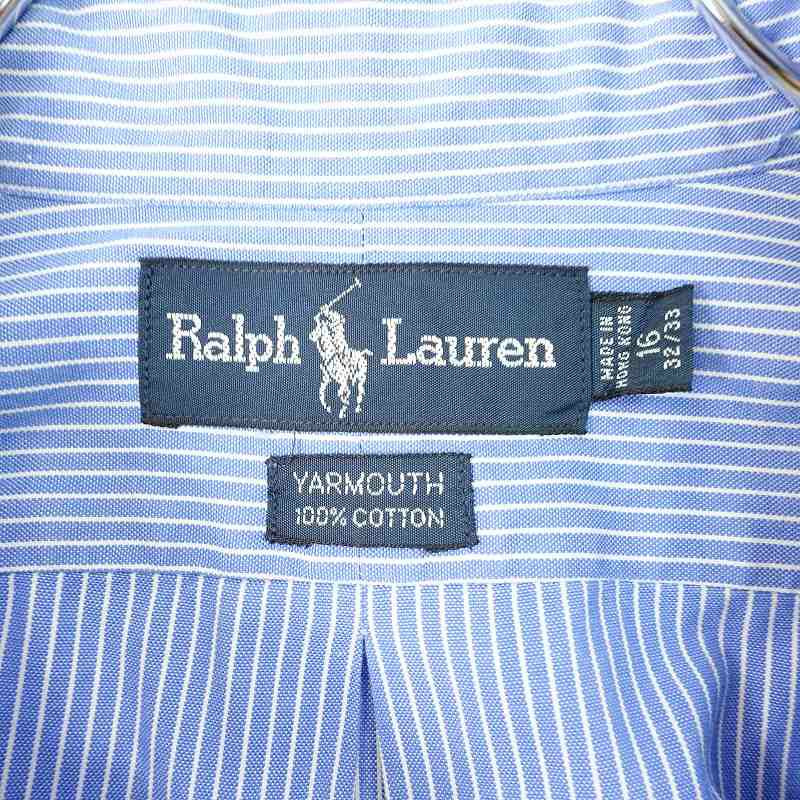 Ralph Lauren
MADE IN
HONG KONG
16
32/33
YARMOUTH
100% COTTON